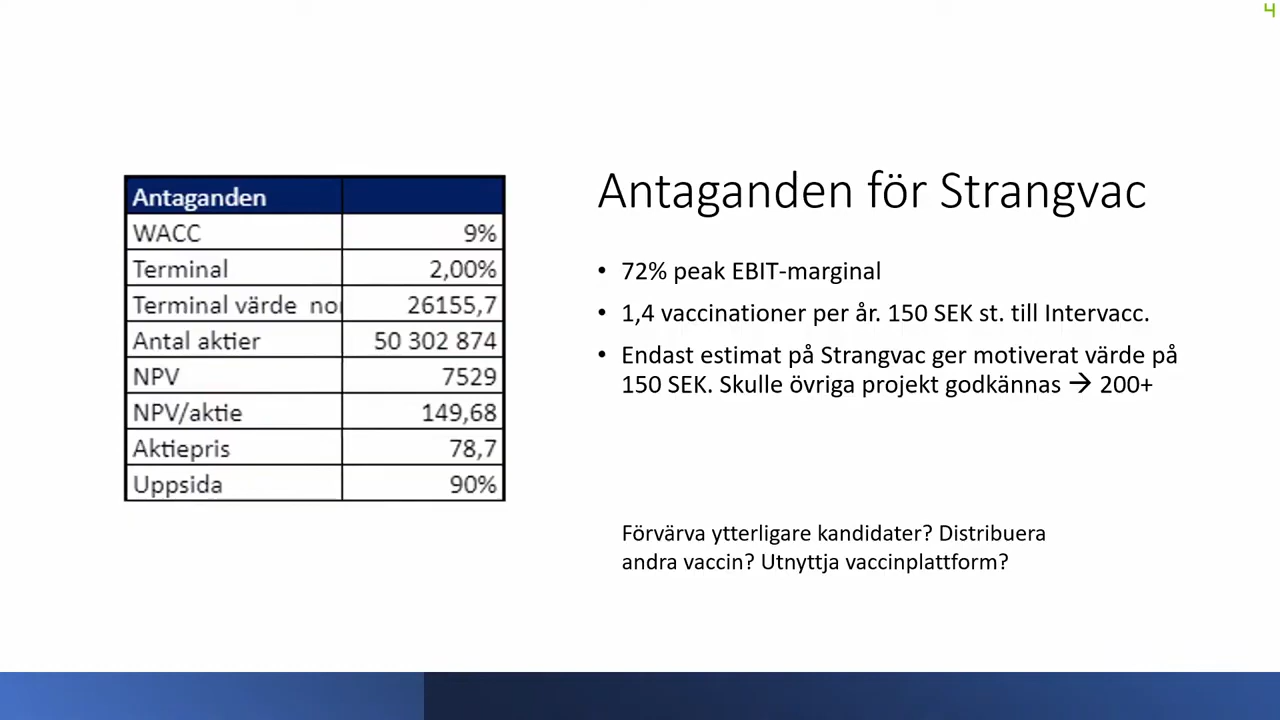 4
Antaganden för Strangvac
Antaganden
WACC 9%
Terminal 2,00%
Terminal värde 26155,7
Antal aktier 50 302 874
NPV 7529
NPV/aktie 149,68
Aktiepris 78,7
Uppsida 90%
• 72% peak EBIT-marginal
• 1,4 vaccinationer per år. 150 SEK st. till Intervacc.
• Endast estimat på Strangvac ger motiverat värde på
150 SEK. Skulle övriga projekt godkännas → 200+
Förvärva ytterligare kandidater? Distribuera
andra vaccin? Utnyttja vaccinplattform?